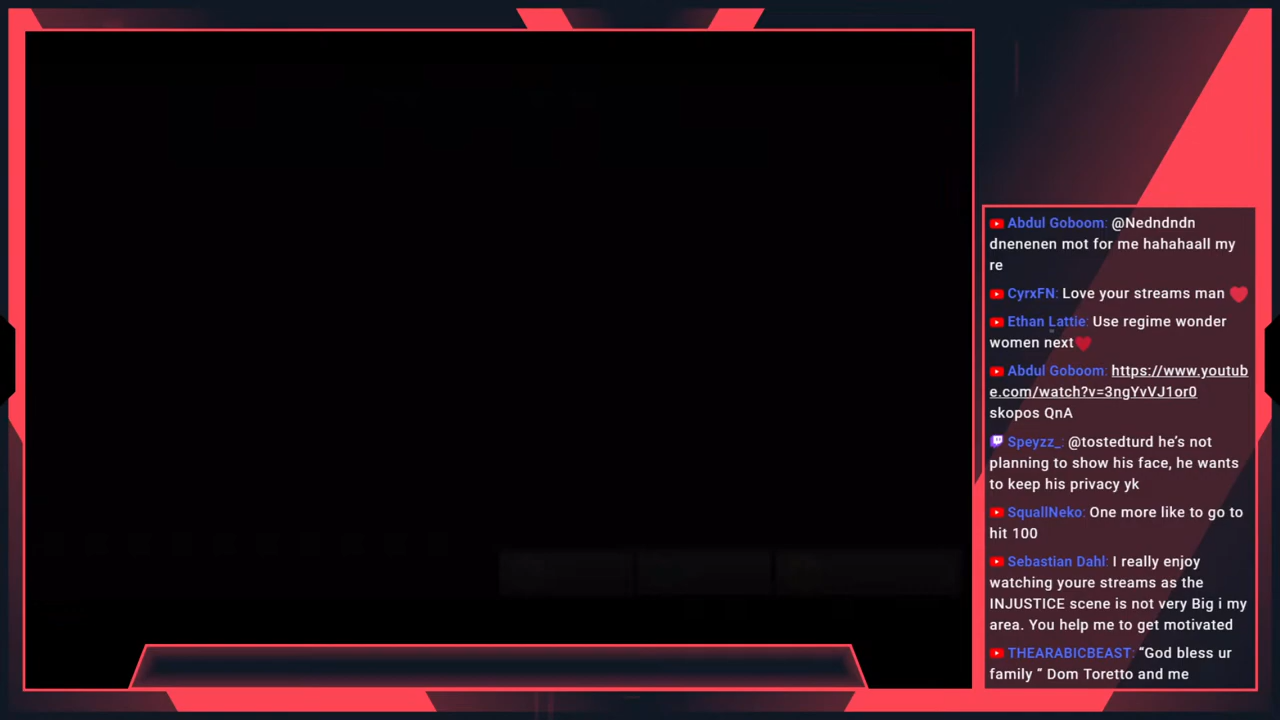 Abdul Goboom: @Nedndndn
dnenenen mot for me hahahaall my
re
CyrxFN: Love your streams man ❤
Ethan Lattie: Use regime wonder
women next❤
Abdul Goboom: https://www.youtub
e.com/watch?v=3ngYvVJ1or0
skopos QnA
Speyzz_: @tostedturd he’s not
planning to show his face, he wants
to keep his privacy yk
SquallNeko: One more like to go to
hit 100
Sebastian Dahl: I really enjoy
watching youre streams as the
INJUSTICE scene is not very Big i my
area. You help me to get motivated
THEARABICBEAST: “God bless ur
family “ Dom Toretto and me